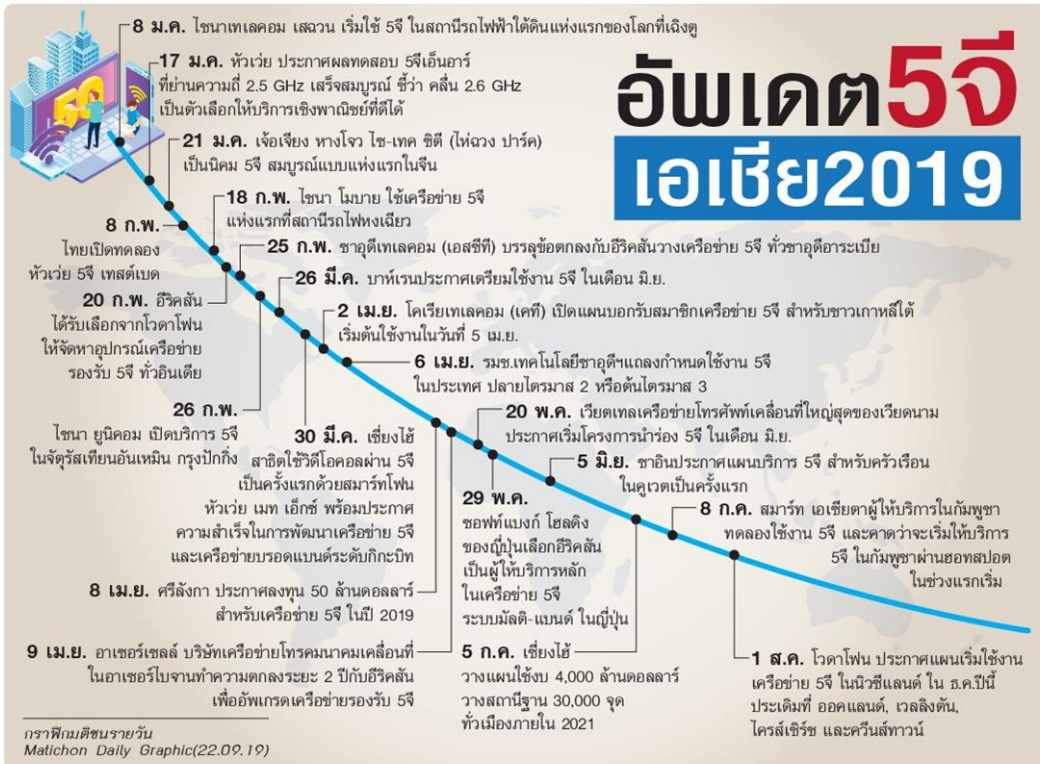 อัพเดต5จี
เอเชีย2019
5G
8 ม.ค. ไชนาเทเลคอม เสฉวน เริ่มใช้ 5จี ในสถานีรถไฟฟ้าใต้ดินแห่งแรกของโลกที่เฉิงตู
17 ม.ค. หัวเว่ย ประกาศผลทดสอบ 5จีเอ็นอาร์
ที่ย่านความถี่ 2.5 GHz เสร็จสมบูรณ์ ชี้ว่า คลื่น 2.6 GHz
เป็นตัวเลือกให้บริการเชิงพาณิชย์ที่ดีได้
21 ม.ค. เจ้อเจียง หางโจว ไฮ-เทค ซิตี (ไห่ฉวง ปาร์ค)
เป็นนิคม 5จี สมบูรณ์แบบแห่งแรกในจีน
8 ก.พ.
ไทยเปิดทดลอง
หัวเว่ย 5จี เทสต์เบด
18 ก.พ. ไชนา โมบาย ใช้เครือข่าย 5จี
แห่งแรกที่สถานีรถไฟหงเฉียว
20 ก.พ. อีริคสัน
ได้รับเลือกจากโวดาโฟน
ให้จัดหาอุปกรณ์เครือข่าย
รองรับ 5จี ทั่วอินเดีย
25 ก.พ. ซาอุดีเทเลคอม (เอสซีที) บรรลุข้อตกลงกับอีริคสันวางเครือข่าย 5จี ทั่วซาอุดีอาระเบีย
26 ก.พ.
ไชนา ยูนิคอม เปิดบริการ 5จี
ในจัตุรัสเทียนอันเหมิน กรุงปักกิ่ง
26 มี.ค. บาห์เรนประกาศเตรียมใช้งาน 5จี ในเดือน มิ.ย.
30 มี.ค. เซี่ยงไฮ้
สาธิตใช้วิดีโอคอลผ่าน 5จี
เป็นครั้งแรกด้วยสมาร์ทโฟน
หัวเว่ย เมท เอ็กซ์ พร้อมประกาศ
ความสำเร็จในการพัฒนาเครือข่าย 5จี
และเครือข่ายบรอดแบนด์ระดับกิกะบิท
2 เม.ย. โคเรียเทเลคอม (เคที) เปิดแผนบอกรับสมาชิกเครือข่าย 5จี สำหรับชาวเกาหลีใต้
เริ่มต้นใช้งานในวันที่ 5 เม.ย.
6 เม.ย. รมช.เทคโนโลยีซาอุดีฯแถลงกำหนดใช้งาน 5จี
ในประเทศ ปลายไตรมาส 2 หรือต้นไตรมาส 3
8 เม.ย. ศรีลังกา ประกาศลงทุน 50 ล้านดอลลาร์
สำหรับเครือข่าย 5จี ในปี 2019
9 เม.ย. อาเซอร์เซลล์ บริษัทเครือข่ายโทรคมนาคมเคลื่อนที่
ในอาเซอร์ไบจานทำความตกลงระยะ 2 ปีกับอีริคสัน
เพื่ออัพเกรดเครือข่ายรองรับ 5จี
20 พ.ค. เวียตเทลเครือข่ายโทรศัพท์เคลื่อนที่ใหญ่สุดของเวียดนาม
ประกาศเริ่มโครงการนำร่อง 5จี ในเดือน มิ.ย.
29 พ.ค.
ซอฟท์แบงก์ โฮลดิง
ของญี่ปุ่นเลือกอีริคสัน
เป็นผู้ให้บริการหลัก
ในเครือข่าย 5จี
ระบบมัลติ-แบนด์ ในญี่ปุ่น
5 มิ.ย. ซาอินประกาศแผนบริการ 5จี สำหรับครัวเรือน
ในคูเวตเป็นครั้งแรก
5 ก.ค. เซี่ยงไฮ้
วางแผนใช้งบ 4,000 ล้านดอลลาร์
วางสถานีฐาน 30,000 จุด
ทั่วเมืองภายใน 2021
8 ก.ค. สมาร์ท เอเชียตาผู้ให้บริการในกัมพูชา
ทดลองใช้งาน 5จี และคาดว่าจะเริ่มให้บริการ
5จี ในกัมพูชาผ่านฮอทสปอต
ในช่วงแรกเริ่ม
1 ส.ค. โวดาโฟน ประกาศแผนเริ่มใช้งาน
เครือข่าย 5จี ในนิวซีแลนด์ ใน ธ.ค.ปีนี้
ประเดิมที่ ออคแลนด์, เวลลิงตัน,
ไครส์เชิร์ช และควีนส์ทาวน์
กราฟิกมติชนรายวัน
Matichon Daily Graphic(22.09.19)